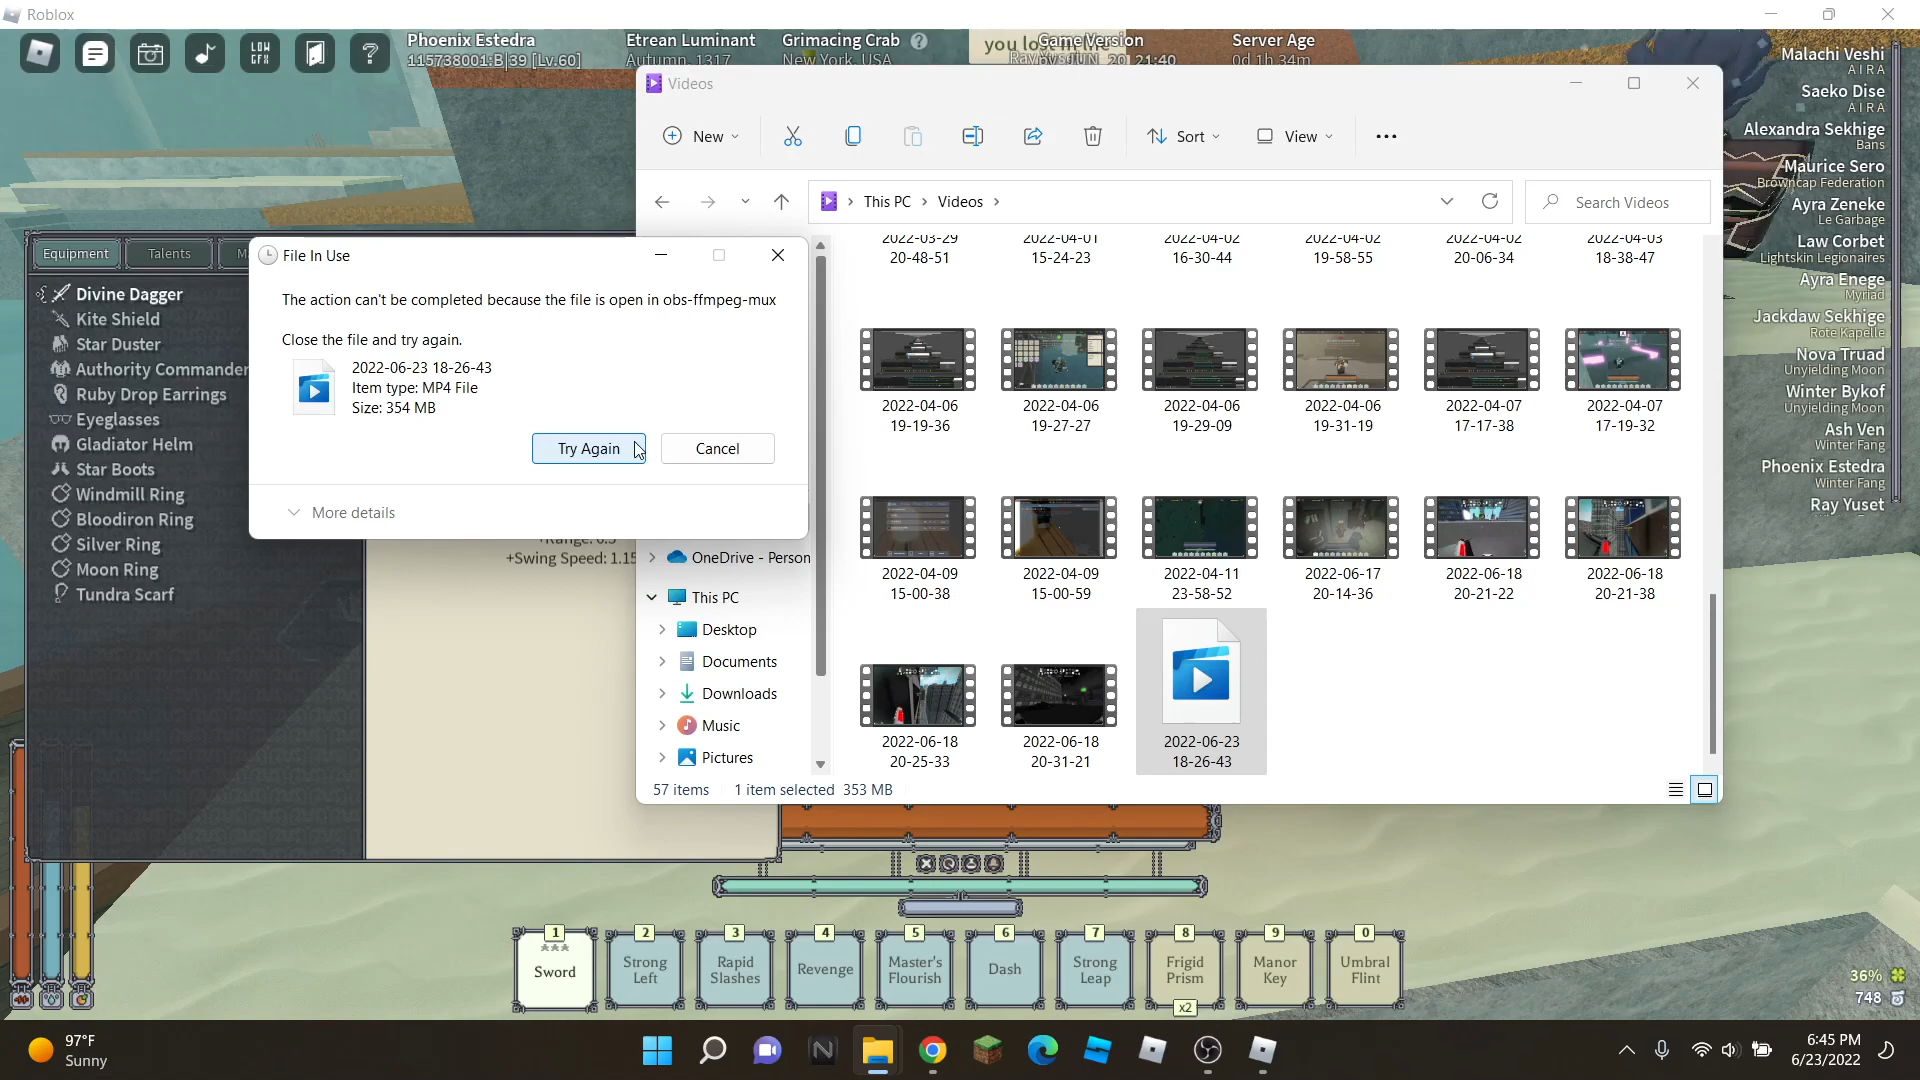 Roblox
LOW
GFX
?
Phoenix Estedra
115738001:B|39 [Lv.60]
Etrean Luminant
Autumn, 1317
Grimacing Crab ?
New York, USA
you lost in me
Game Version
20 21:40
Server Age
0d 1h 34m
Malachi Veshi
A I R A
Saeko Dise
A I R A
Alexandra Sekhige
Bans
Maurice Sero
Browncap Federation
Ayra Zeneke
Le Garbage
Law Corbet
Lightskin Legionaires
Ayra Enege
Myriad
Jackdaw Sekhige
Rote Kapelle
Nova Truad
Unyielding Moon
Winter Bykof
Unyielding Moon
Ash Ven
Winter Fang
Phoenix Estedra
Winter Fang
Ray Yuset
Videos
New
Sort
View
This PC > Videos >
Search Videos
2022-03-29
20-48-51
2022-04-01
15-24-23
2022-04-02
16-30-44
2022-04-02
19-58-55
2022-04-02
20-06-34
2022-04-03
18-38-47
2022-04-06
19-19-36
2022-04-06
19-27-27
2022-04-06
19-29-09
2022-04-06
19-31-19
2022-04-07
17-17-38
2022-04-07
17-19-32
2022-04-09
15-00-38
2022-04-09
15-00-59
2022-04-11
23-58-52
2022-06-17
20-14-36
2022-06-18
20-21-22
2022-06-18
20-21-38
2022-06-18
20-25-33
2022-06-18
20-31-21
2022-06-23
18-26-43
OneDrive - Person
This PC
Desktop
Documents
Downloads
Music
Pictures
57 items
1 item selected 353 MB
File In Use
The action can't be completed because the file is open in obs-ffmpeg-mux
Close the file and try again.
2022-06-23 18-26-43
Item type: MP4 File
Size: 354 MB
Try Again
Cancel
More details
Equipment
Talents
Divine Dagger
Kite Shield
Star Duster
Authority Commander
Ruby Drop Earrings
Eyeglasses
Gladiator Helm
Star Boots
Windmill Ring
Bloodiron Ring
Silver Ring
Moon Ring
Tundra Scarf
+Swing Speed: 1.15
1
Sword
2
Strong
Left
3
Rapid
Slashes
4
Revenge
5
Master's
Flourish
6
Dash
7
Strong
Leap
8
Frigid
Prism
x2
9
Manor
Key
0
Umbral
Flint
36%
748
97°F
Sunny
6:45 PM
6/23/2022